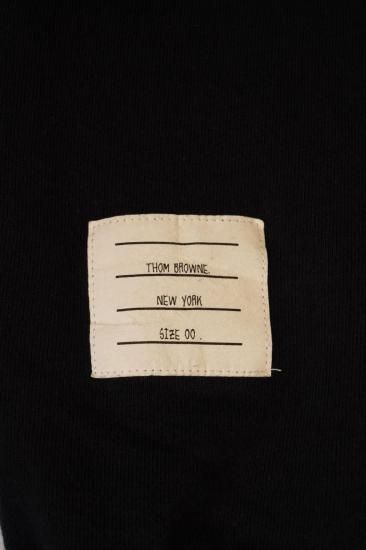 THOM BROWNE.
NEW YORK
SIZE 00 .